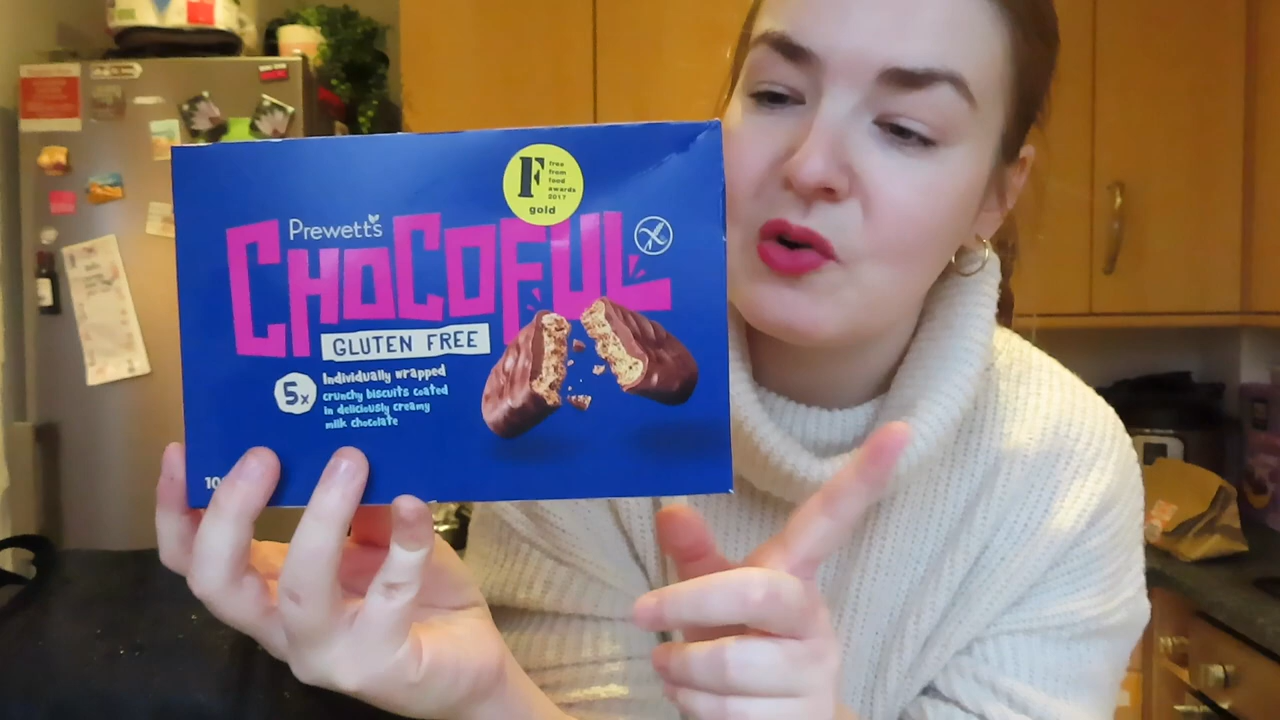 F
free
from
food
awards
2017
gold
Prewett's
CHOCOFUL
GLUTEN FREE
5x
Individually wrapped
crunchy biscuits coated
in deliciously creamy
milk chocolate